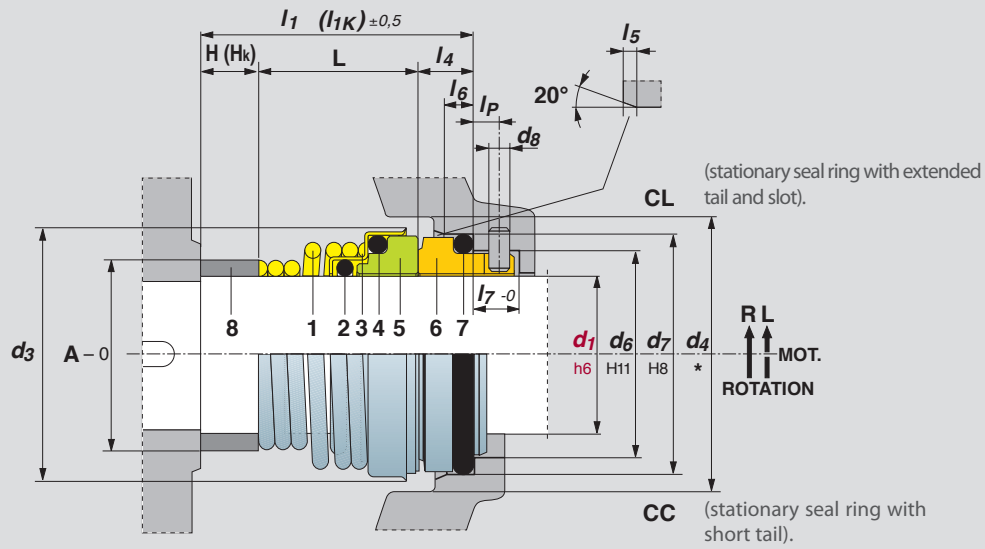 l1 (l1K) ±0,5
H (Hk) L l4
l5
l6
20°
lP
d8
(stationary seal ring with extended
tail and slot).
CL
l7 -0
8 1 2 3 4 5 6 7
d3
A – 0
d1 d6 d7 d4
h6 H11 H8 *
R L
MOT.
ROTATION
CC
(stationary seal ring with
short tail).